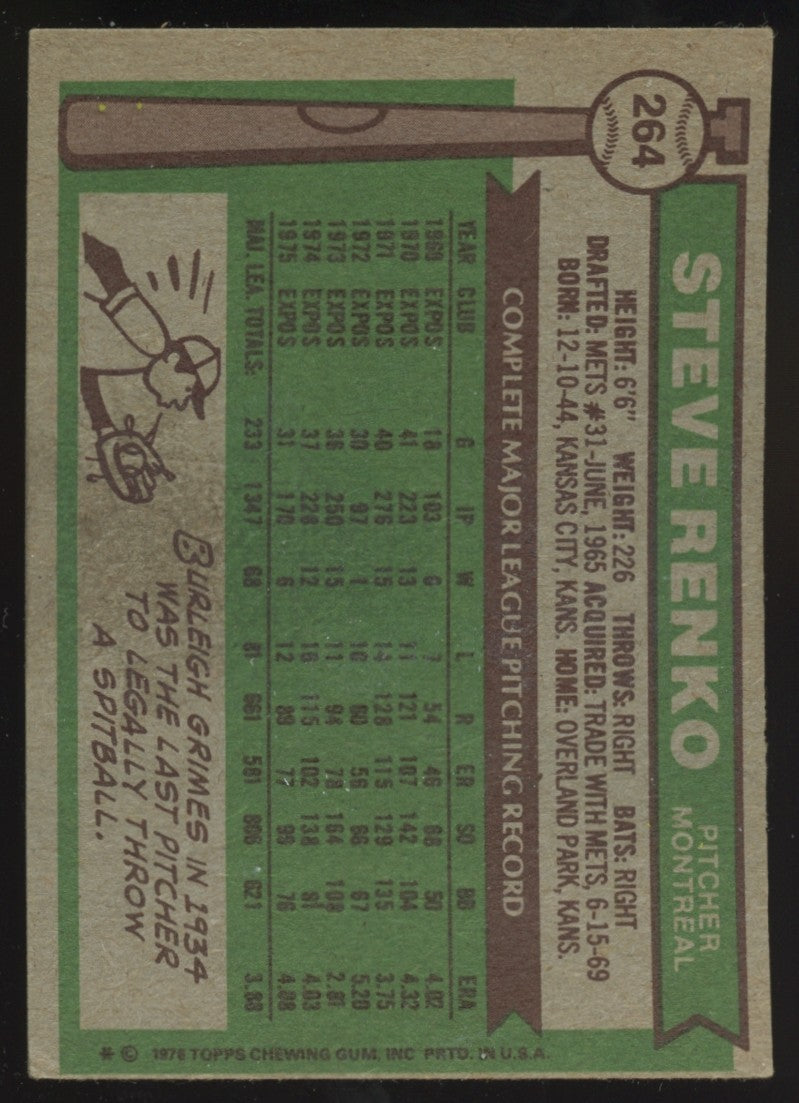 264
STEVE RENKO
PITCHER
MONTREAL
HEIGHT: 6'6" WEIGHT: 226 THROWS: RIGHT BATS: RIGHT
DRAFTED: METS #31-JUNE, 1965 ACQUIRED: TRADE WITH METS, 6-15-69
BORN: 12-10-44, KANSAS CITY, KANS. HOME: OVERLAND PARK, KANS.
COMPLETE MAJOR LEAGUE PITCHING RECORD
YEAR CLUB G IP W L R ER SO BB ERA
1969 EXPOS 18 103 6 7 54 46 68 50 4.02
1970 EXPOS 41 223 13 11 121 107 142 104 4.32
1971 EXPOS 40 276 15 14 128 115 129 135 3.75
1972 EXPOS 30 97 1 10 60 56 66 67 5.20
1973 EXPOS 36 250 15 11 94 78 164 108 2.81
1974 EXPOS 37 228 12 16 115 102 138 81 4.03
1975 EXPOS 31 170 6 12 89 77 99 76 4.08
MAJ. LEA. TOTALS: 233 1347 68 81 661 581 806 621 3.88
BURLEIGH GRIMES IN 1934
WAS THE LAST PITCHER
TO LEGALLY THROW
A SPITBALL.
* © 1976 TOPPS CHEWING GUM, INC PRTD. IN U.S.A.